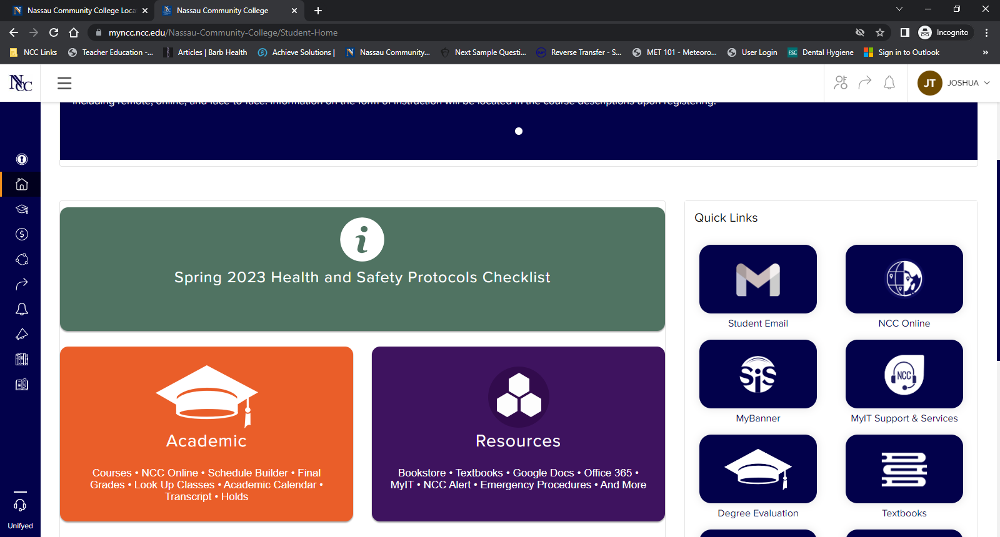 Nassau Community College Loca
Nassau Community College
myncc.ncc.edu/Nassau-Community-College/Student-Home
Incognito
NCC Links
Teacher Education -...
Articles | Barb Health
Achieve Solutions |
Nassau Community...
Next Sample Questi...
Reverse Transfer - S...
MET 101 - Meteoro...
User Login
FSC
Dental Hygiene
Sign in to Outlook
NCC
JT
JOSHUA
including remote, online, and face to face. Information on the form of instruction will be located in the course descriptions upon registering.
i
Spring 2023 Health and Safety Protocols Checklist
Academic
Courses • NCC Online • Schedule Builder • Final
Grades • Look Up Classes • Academic Calendar •
Transcript • Holds
Resources
Bookstore • Textbooks • Google Docs • Office 365 •
MyIT • NCC Alert • Emergency Procedures • And More
Quick Links
Student Email
NCC Online
SiS
MyBanner
NCC
MyIT Support & Services
Degree Evaluation
Textbooks
Unifyed